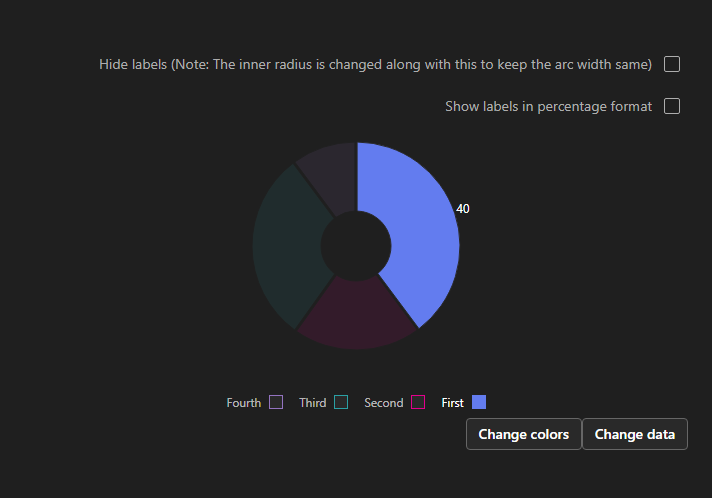 Hide labels (Note: The inner radius is changed along with this to keep the arc width same)
Show labels in percentage format
40
Fourth Third Second First
Change colors Change data